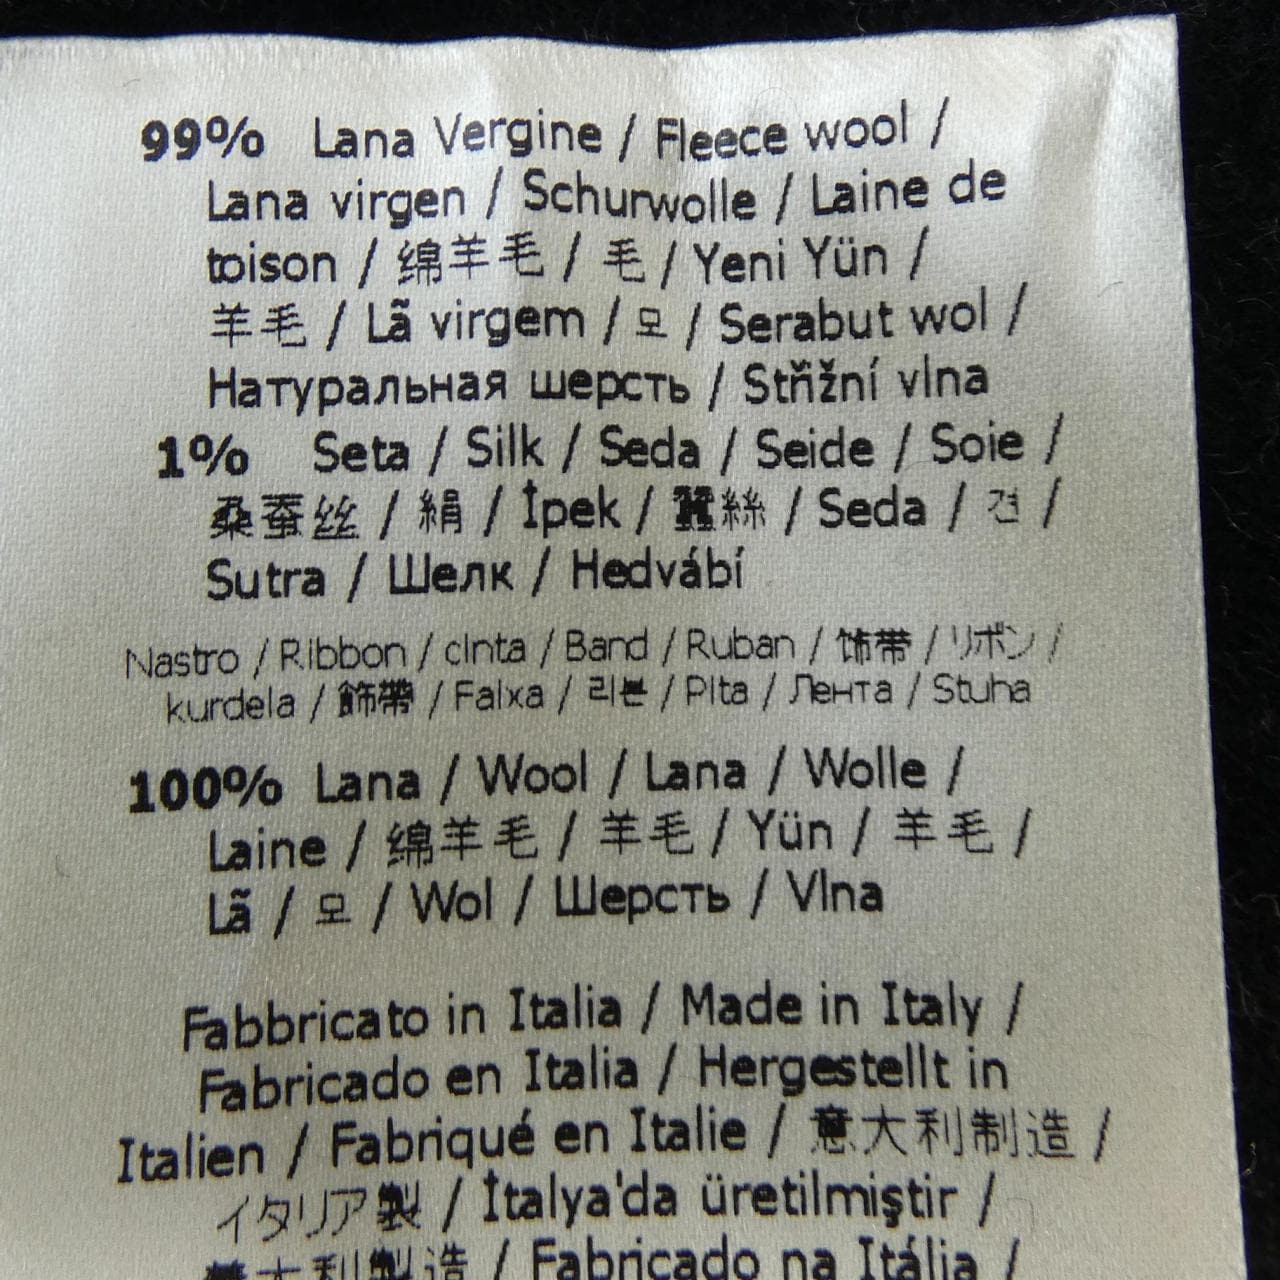 99% Lana Vergine / Fleece wool /
Lana virgen / Schurwolle / Laine de
toison / 绵羊毛 / 毛 / Yeni Yün /
羊毛 / Lã virgem / 모 / Serabut wol /
Натуральная шерсть / Střžní vlna
1% Seta / Silk / Seda / Seide / Soie /
桑蚕丝 / 絹 / İpek / 蠶絲 / Seda / 견 /
Sutra / Шелк / Hedvábí
Nastro / Ribbon / cinta / Band / Ruban / 饰带 / リボン /
kurdela / 飾帶 / Faixa / 리본 / Pita / Лента / Stuha
100% Lana / Wool / Lana / Wolle /
Laine / 绵羊毛 / 羊毛 / Yün / 羊毛 /
Lã / 모 / Wol / Шерсть / Vlna
Fabbricato in Italia / Made in Italy /
Fabricado en Italia / Hergestellt in
Italien / Fabriqué en Italie / 意大利制造 /
イタリア製 / İtalya'da üretilmiştir /
意大利製造 / Fabricado na Itália /